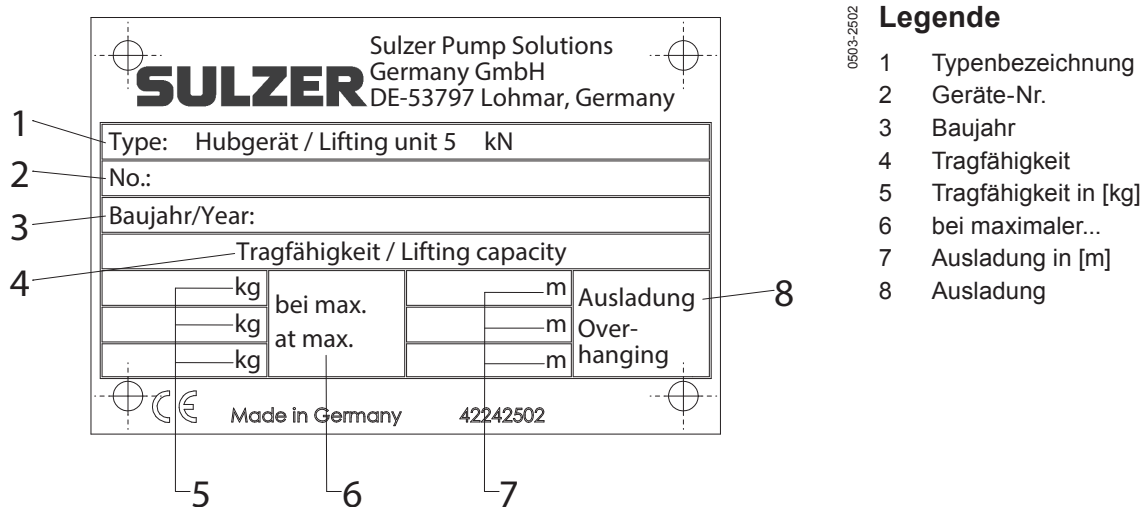 Sulzer Pump Solutions
Germany GmbH
DE-53797 Lohmar, Germany
SULZER
1
Type: Hubgerät / Lifting unit 5 kN
2
No.:
3
Baujahr/Year:
4
Tragfähigkeit / Lifting capacity
kg
kg
kg
bei max.
at max.
m
m
m
Ausladung
Over-
hanging
8
CE Made in Germany 42242502
5 6 7
0503-2502
Legende
1 Typenbezeichnung
2 Geräte-Nr.
3 Baujahr
4 Tragfähigkeit
5 Tragfähigkeit in [kg]
6 bei maximaler...
7 Ausladung in [m]
8 Ausladung